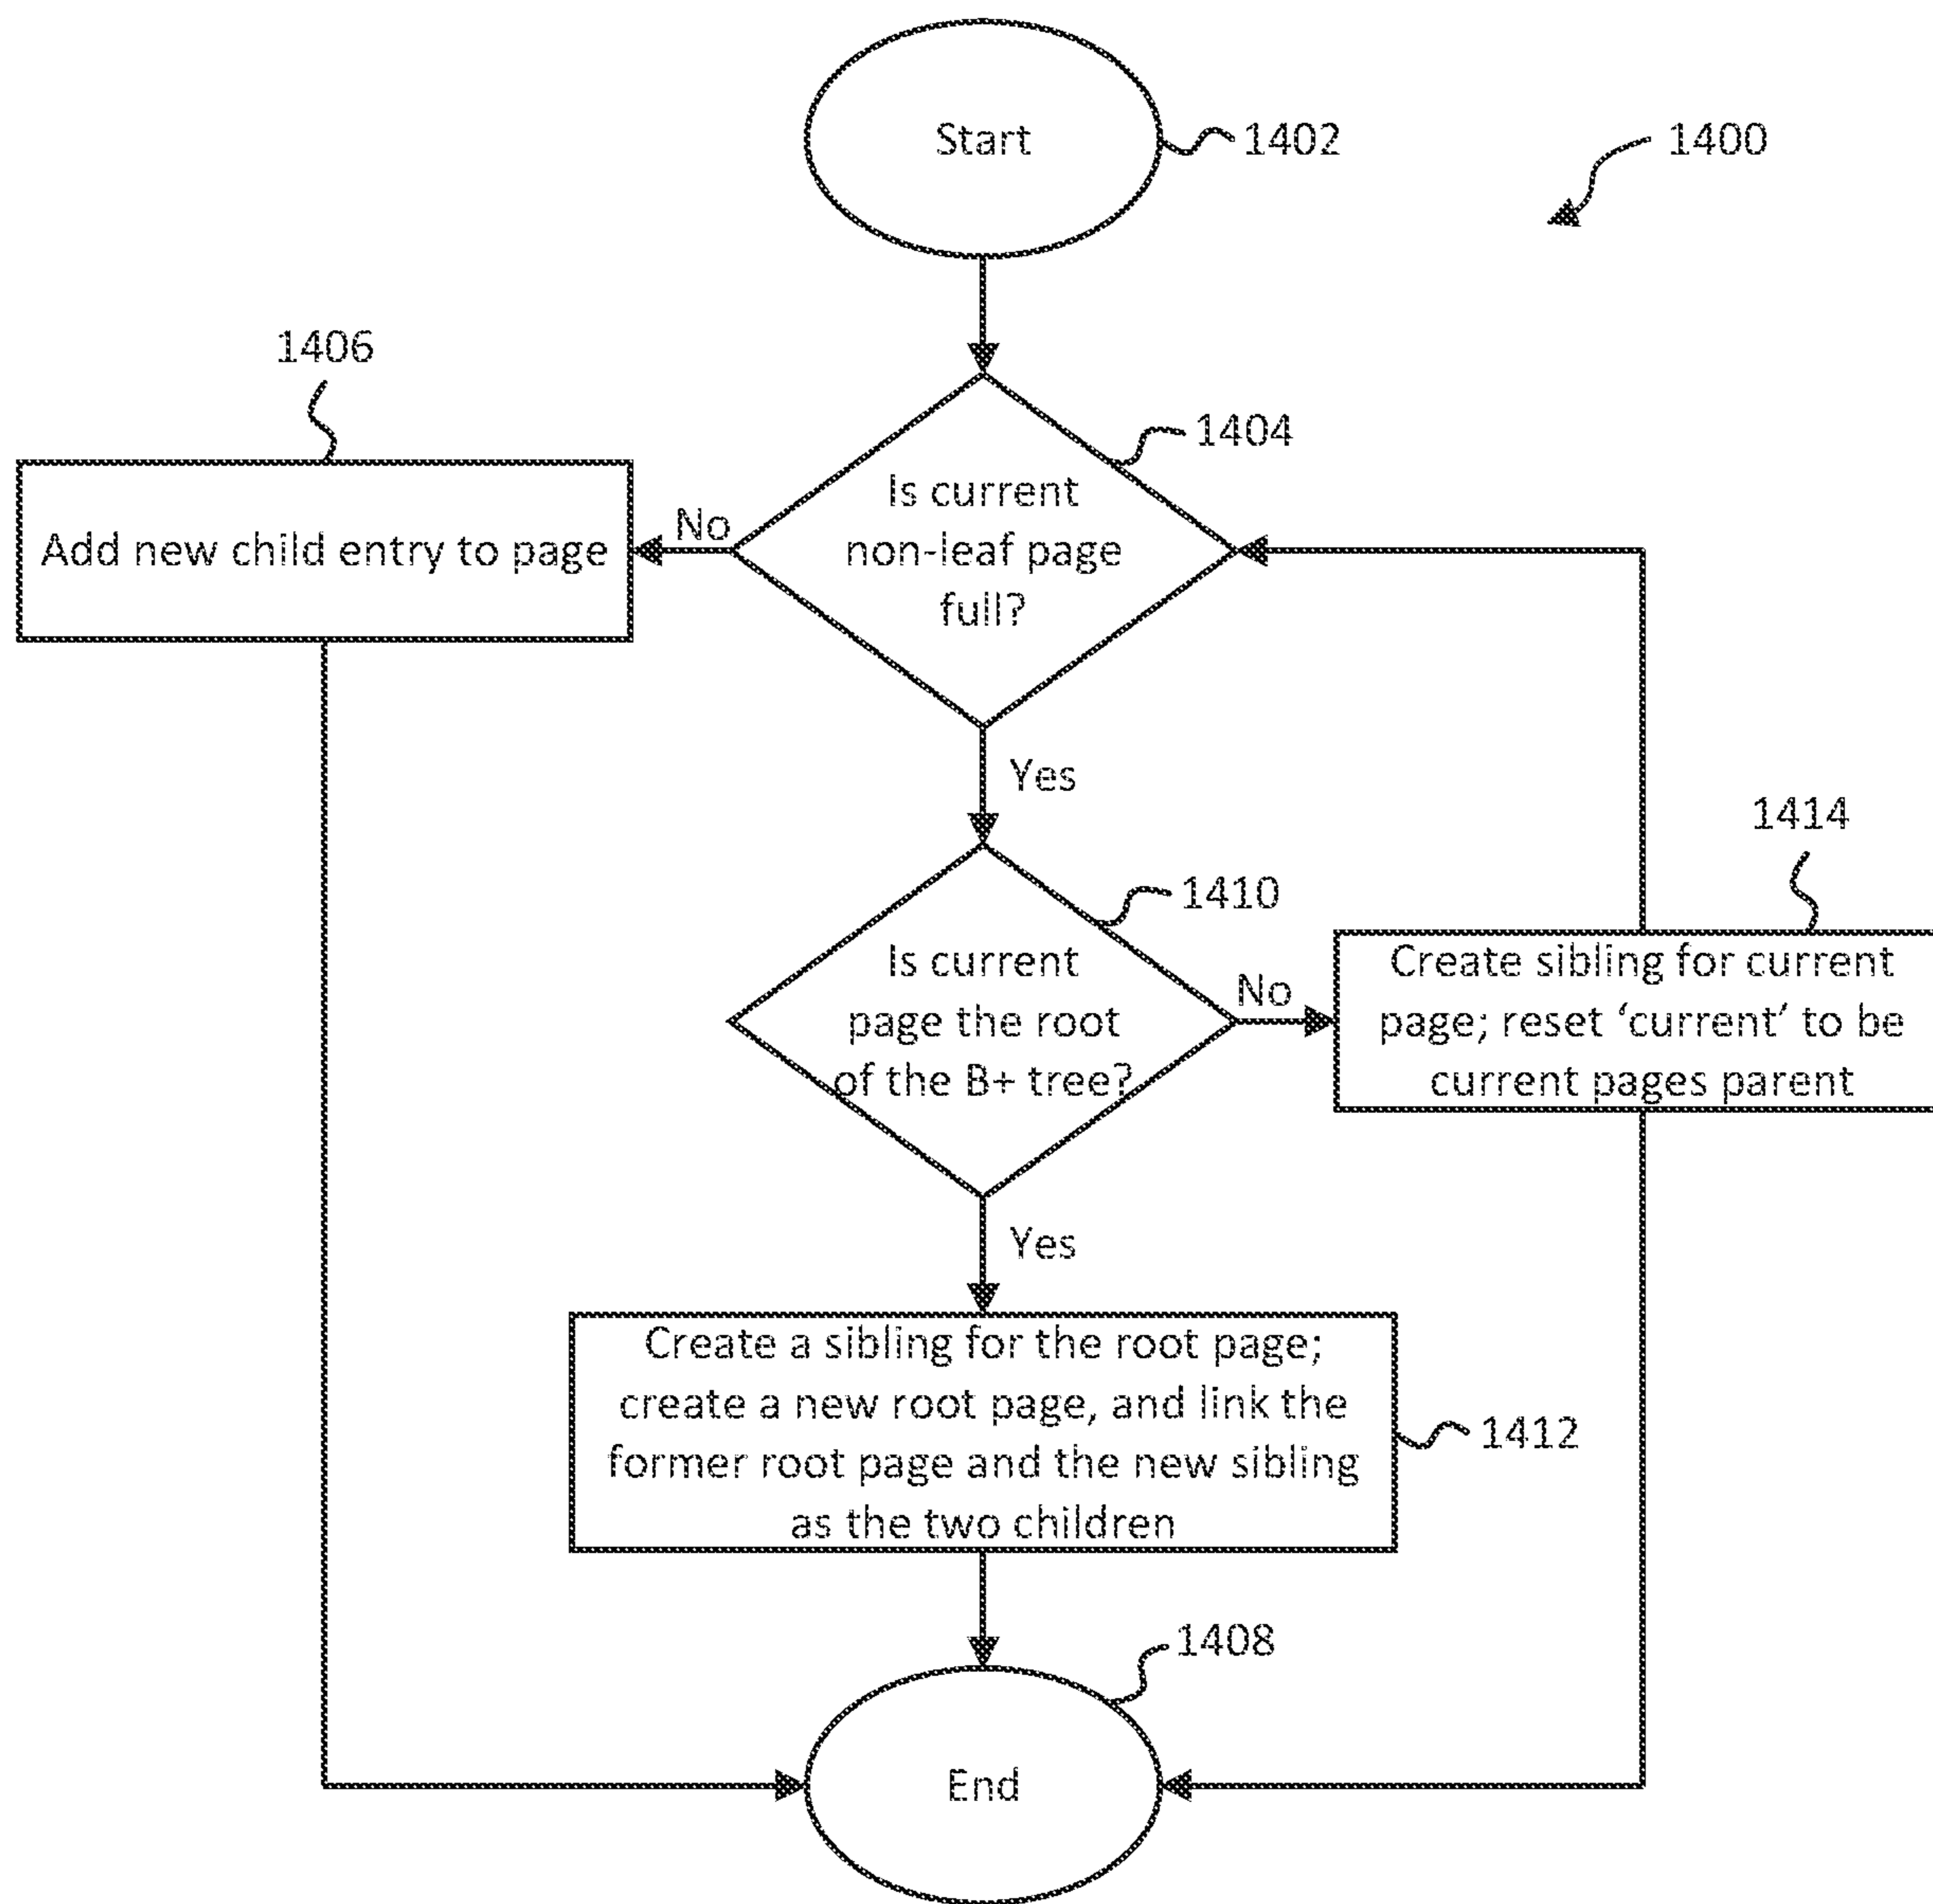 Start
1402
1400
1406
1404
Is current
non-leaf page
full?
No
Add new child entry to page
Yes
1414
1410
Is current
page the root
of the B+ tree?
No
Create sibling for current
page; reset ‘current’ to be
current pages parent
Yes
Create a sibling for the root page;
create a new root page, and link the
former root page and the new sibling
as the two children
1412
1408
End